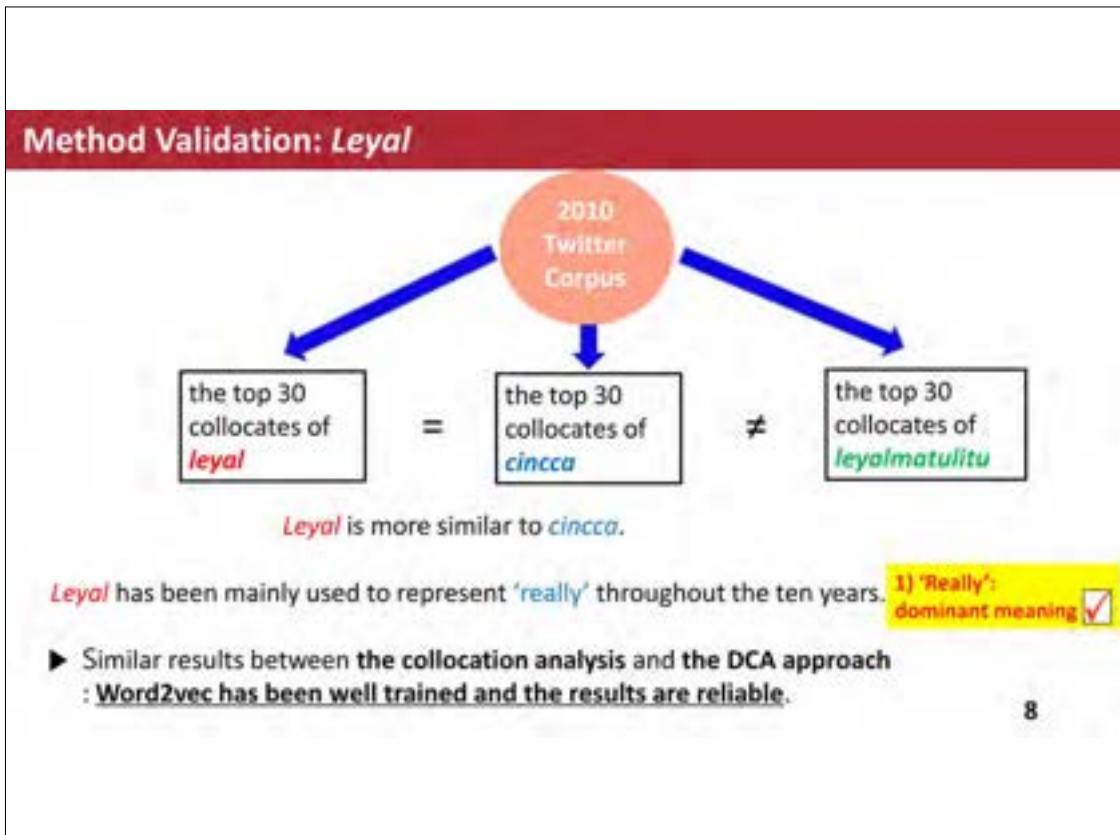 Method Validation: Leyal
2010
Twitter
Corpus
the top 30
collocates of
leyal
=
the top 30
collocates of
cincca
≠
the top 30
collocates of
leyalmatulitu
Leyal is more similar to cincca.
Leyal has been mainly used to represent ‘really’ throughout the ten years.
1) ‘Really’:
dominant meaning
▶ Similar results between the collocation analysis and the DCA approach
: Word2vec has been well trained and the results are reliable.
8